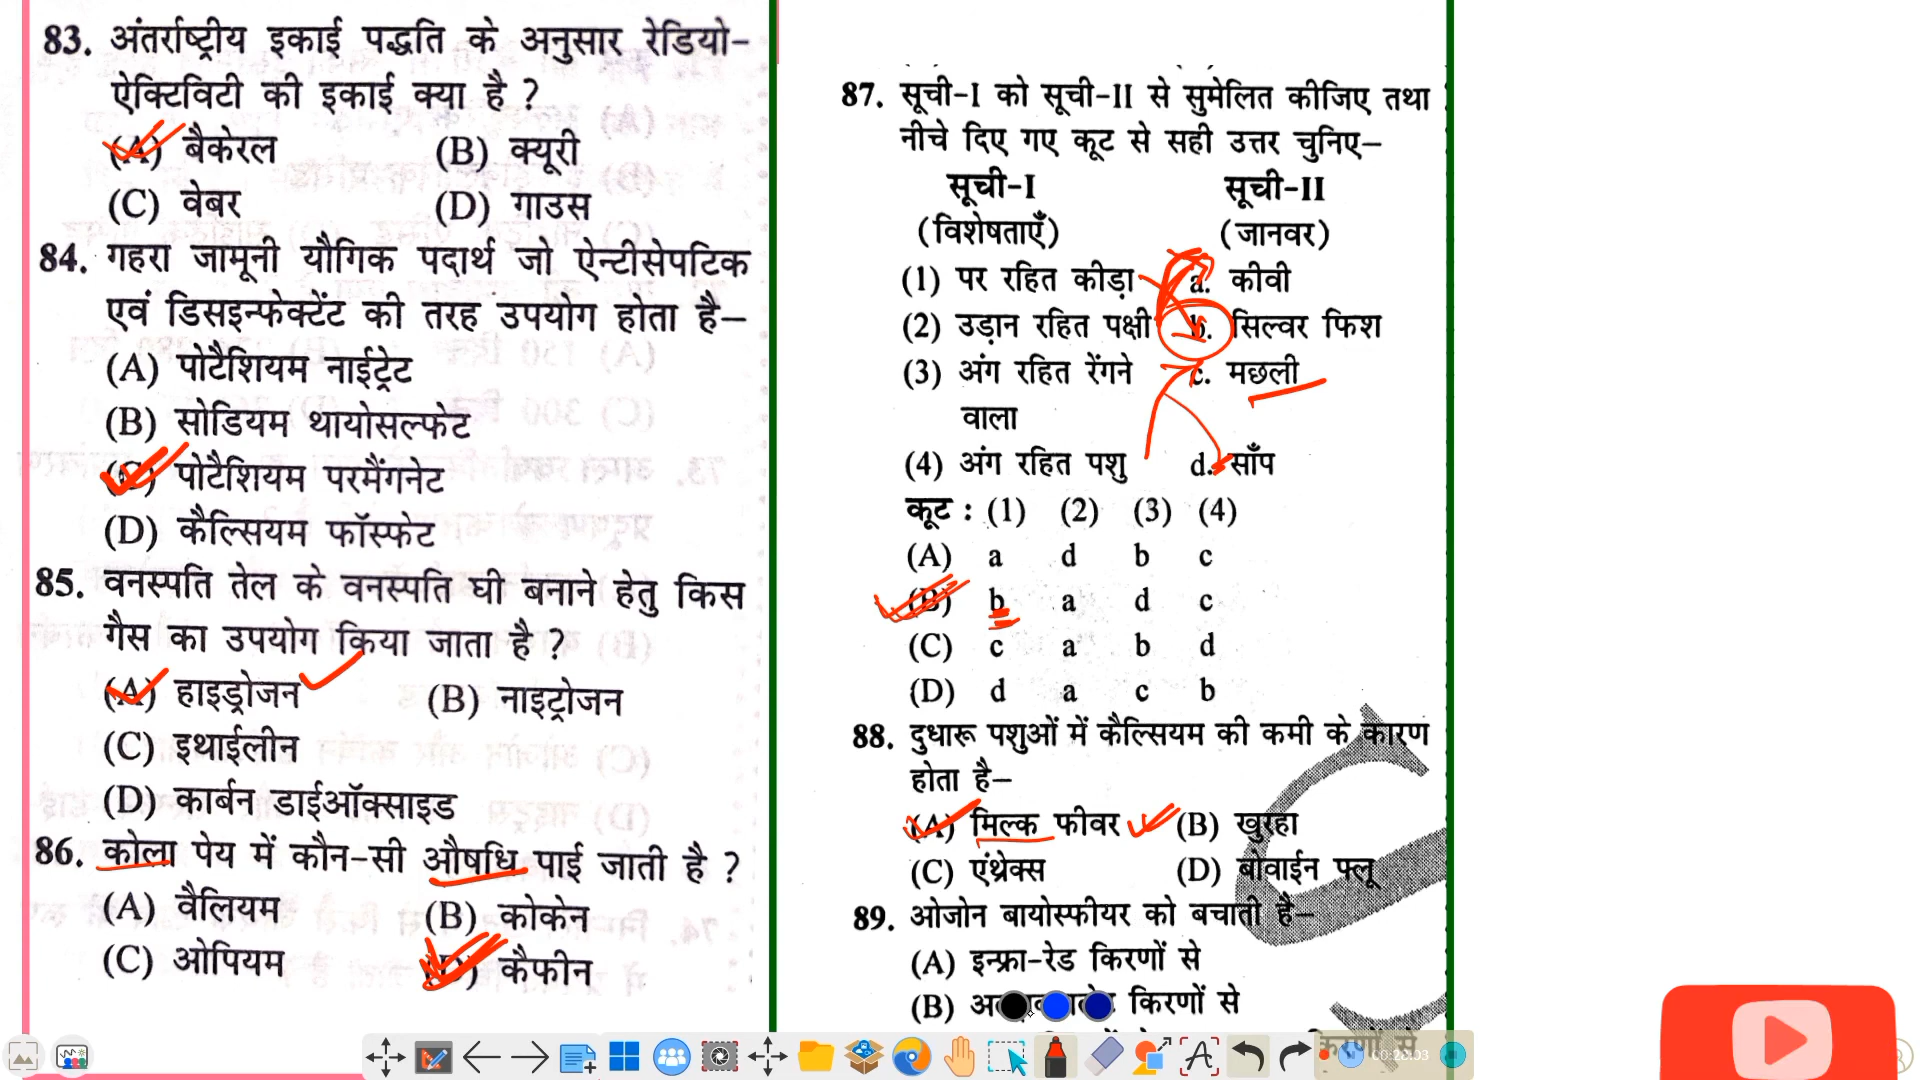 83. अंतर्राष्ट्रीय इकाई पद्धति के अनुसार रेडियो-
ऐक्टिविटी की इकाई क्या है ?
(A) बैकेरल (B) क्यूरी
(C) वेबर (D) गाउस
84. गहरा जामूनी यौगिक पदार्थ जो ऐन्टीसेपटिक
एवं डिसइन्फेक्टेंट की तरह उपयोग होता है–
(A) पोटैशियम नाईट्रेट
(B) सोडियम थायोसल्फेट
(C) पोटैशियम परमैंगनेट
(D) कैल्सियम फॉस्फेट
85. वनस्पति तेल के वनस्पति घी बनाने हेतु किस
गैस का उपयोग किया जाता है ?
(A) हाइड्रोजन (B) नाइट्रोजन
(C) इथाईलीन
(D) कार्बन डाईऑक्साइड
86. कोला पेय में कौन-सी औषधि पाई जाती है ?
(A) वैलियम (B) कोकेन
(C) ओपियम (D) कैफीन
87. सूची-I को सूची-II से सुमेलित कीजिए तथा
नीचे दिए गए कूट से सही उत्तर चुनिए–
सूची-I सूची-II
(विशेषताएँ) (जानवर)
(1) पर रहित कीड़ा a. कीवी
(2) उड़ान रहित पक्षी b. सिल्वर फिश
(3) अंग रहित रेंगने c. मछली
वाला
(4) अंग रहित पशु d. साँप
कूट : (1) (2) (3) (4)
(A) a d b c
(B) b a d c
(C) c a b d
(D) d a c b
88. दुधारू पशुओं में कैल्सियम की कमी के कारण
होता है–
(A) मिल्क फीवर (B) खुरहा
(C) एंथ्रेक्स (D) बोवाईन फ्लू
89. ओजोन बायोस्फीयर को बचाती है–
(A) इन्फ्रा-रेड किरणों से
(B) किरणों से
किरणों से
00:28:03